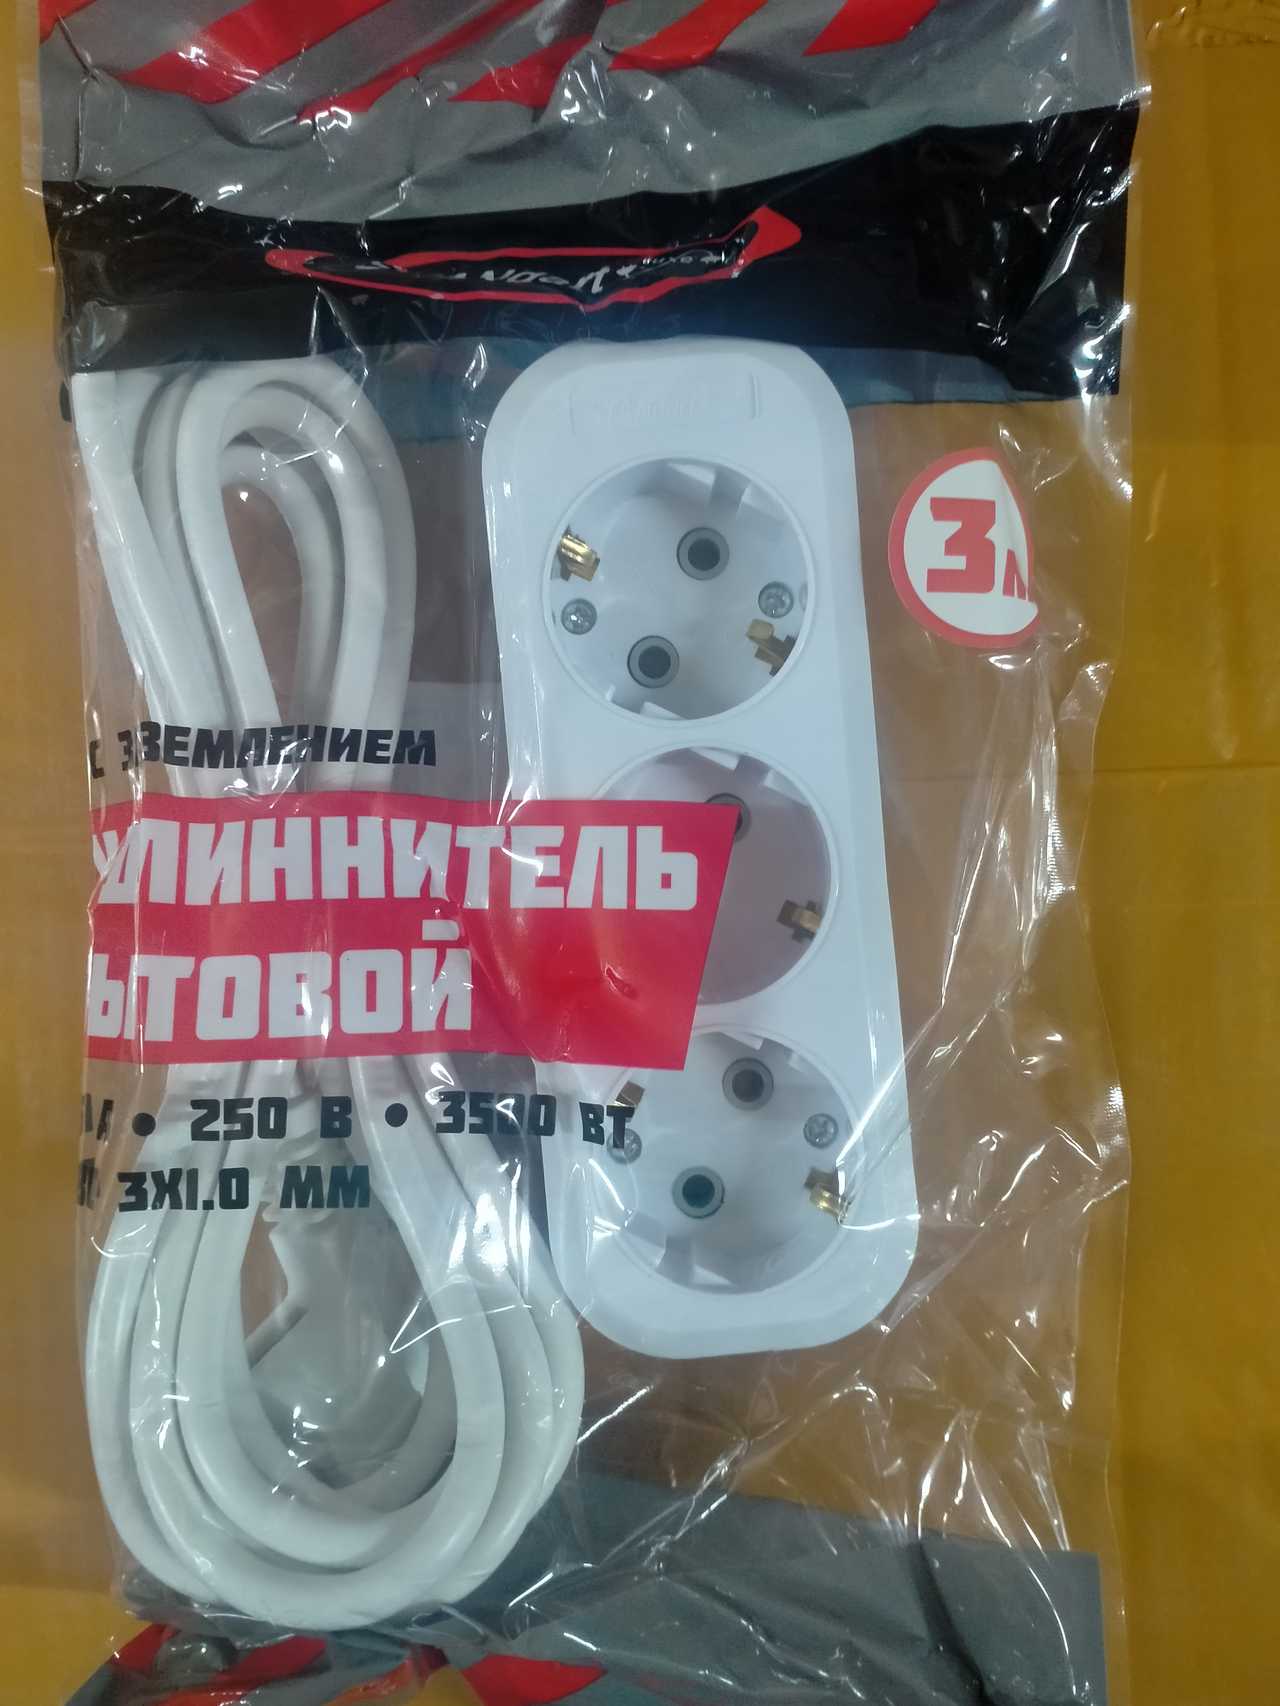 3м
С ЗАЗЕМЛЕНИЕМ
УДЛИННИТЕЛЬ
БЫТОВОЙ
А • 250 В • 3500 ВТ
3X1.0 ММ